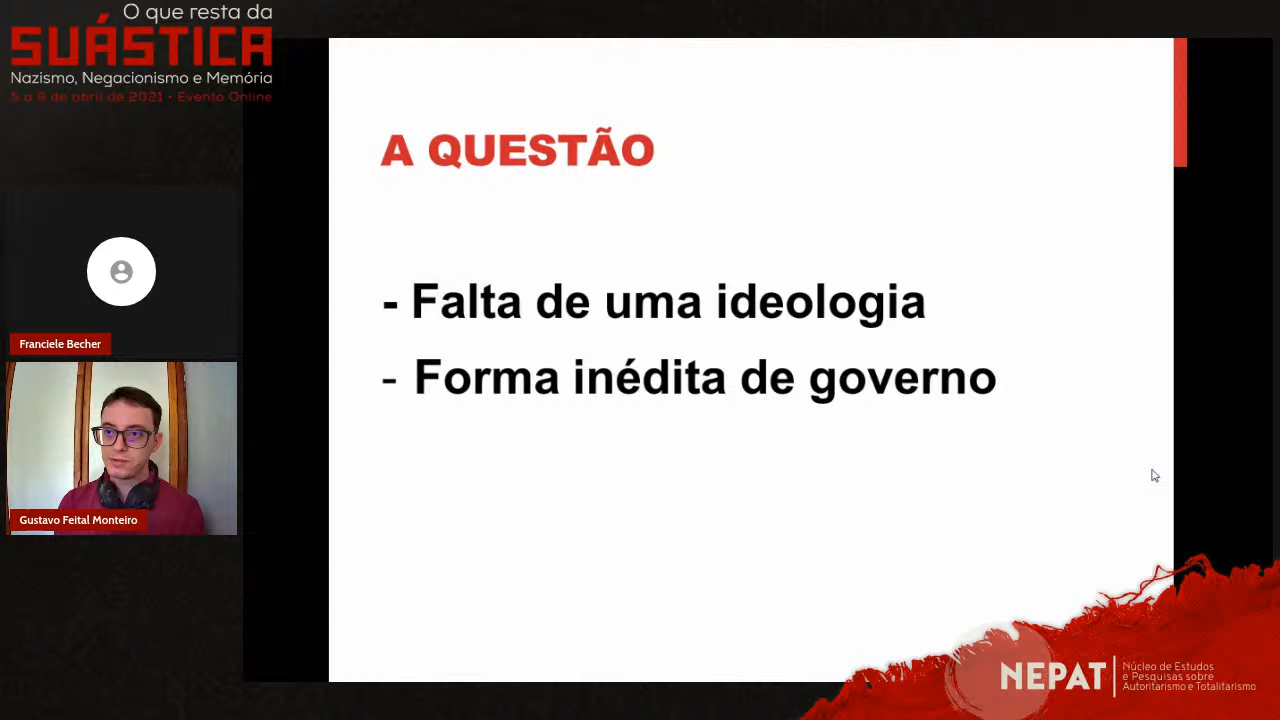 O que resta da
SUÁSTICA
Nazismo, Negacionismo e Memória
5 a 9 de abril de 2021 • Evento Online
A QUESTÃO
- Falta de uma ideologia
- Forma inédita de governo
Franciele Becher
Gustavo Feital Monteiro
NEPAT
Núcleo de Estudos
e Pesquisas sobre
Autoritarismo e Totalitarismo